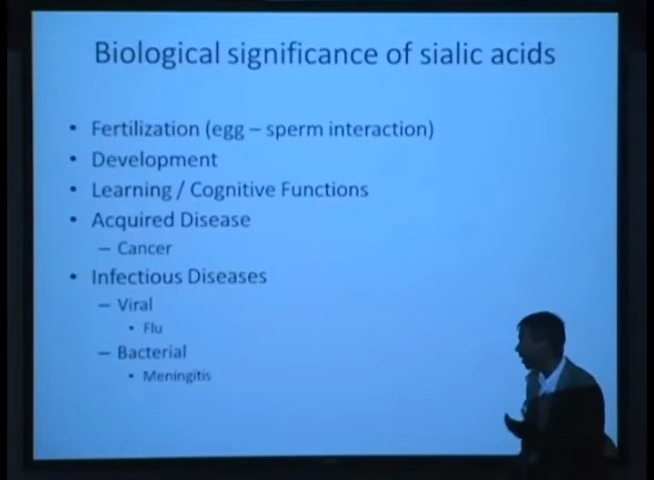 Biological significance of sialic acids
• Fertilization (egg – sperm interaction)
• Development
• Learning / Cognitive Functions
• Acquired Disease
– Cancer
• Infectious Diseases
– Viral
• Flu
– Bacterial
• Meningitis